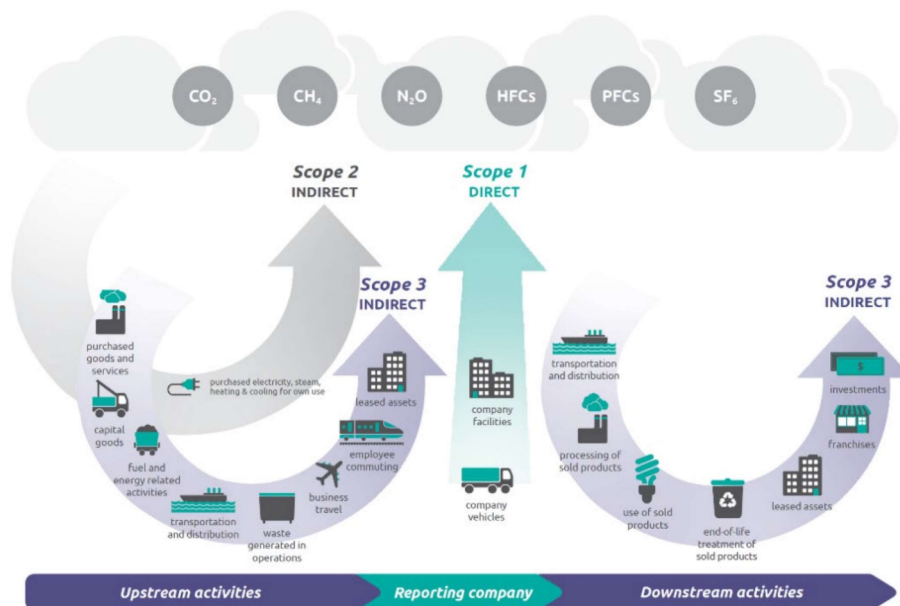 CO₂
CH₄
N₂O
HFCs
PFCs
SF₆
Scope 2
INDIRECT
Scope 1
DIRECT
Scope 3
INDIRECT
Scope 3
INDIRECT
purchased
goods and
services
capital
goods
fuel and
energy related
activities
transportation
and distribution
waste
generated in
operations
business
travel
employee
commuting
leased assets
purchased electricity, steam,
heating & cooling for own use
company
facilities
company
vehicles
transportation
and distribution
processing of
sold products
use of sold
products
end-of-life
treatment of
sold products
leased assets
franchises
$
investments
Upstream activities
Reporting company
Downstream activities